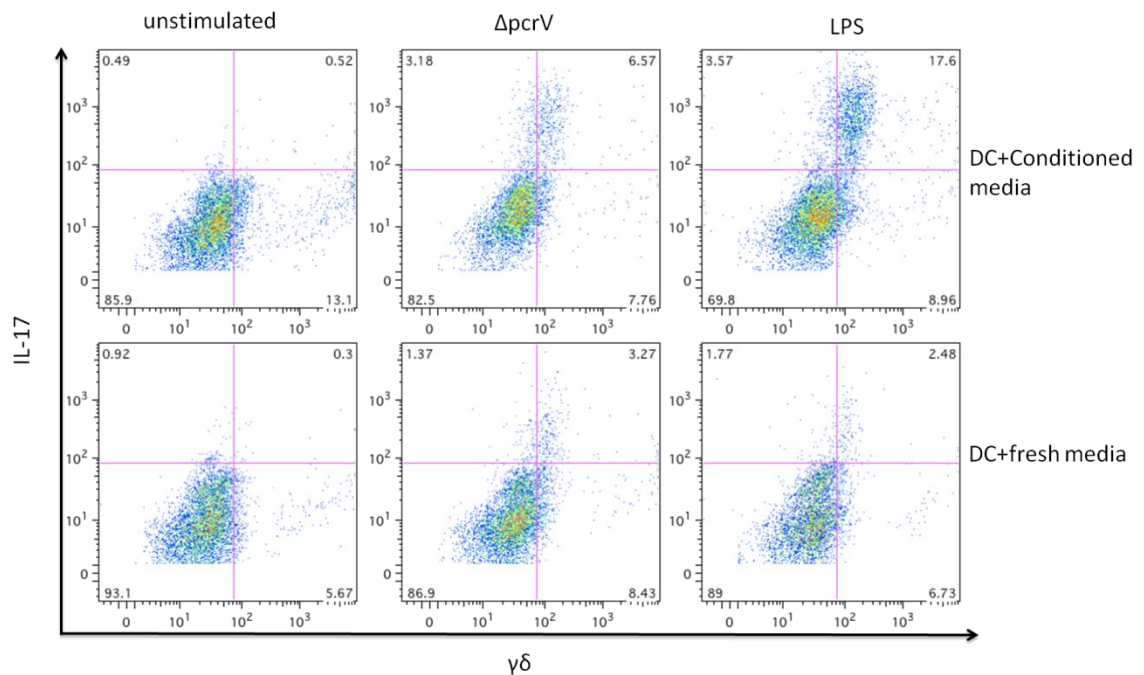 unstimulated
ΔpcrV
LPS
0.49 0.52
3.18 6.57
3.57 17.6
10³ 10³ 10³
10² 10² 10²
10¹ 10¹ 10¹
0 0 0
85.9 13.1
82.5 7.76
69.8 8.96
0 10¹ 10² 10³
0 10¹ 10² 10³
0 10¹ 10² 10³
DC+Conditioned
media
IL-17
0.92 0.3
1.37 3.27
1.77 2.48
10³ 10³ 10³
10² 10² 10²
10¹ 10¹ 10¹
0 0 0
93.1 5.67
86.9 8.43
89 6.73
0 10¹ 10² 10³
0 10¹ 10² 10³
0 10¹ 10² 10³
DC+fresh media
γδ